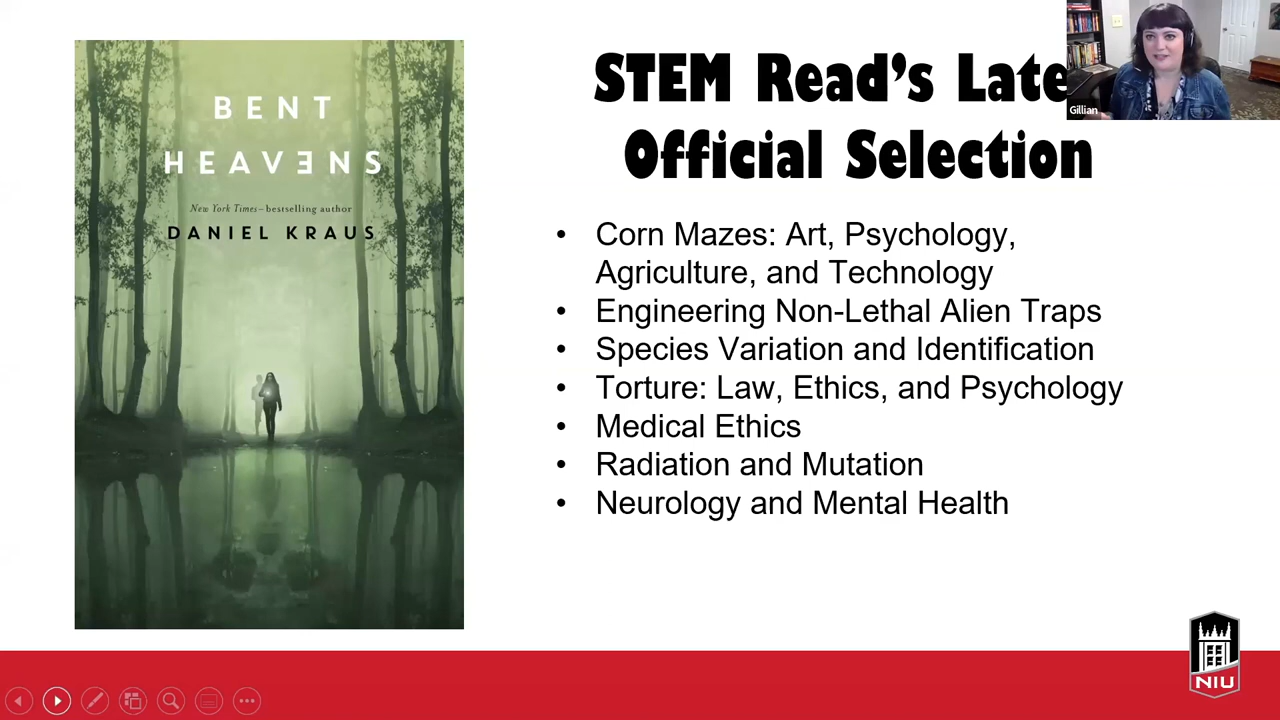 BENT
HEAVƎNS
New York Times–bestselling author
DANIEL KRAUS
STEM Read’s Late
Official Selection
• Corn Mazes: Art, Psychology,
Agriculture, and Technology
• Engineering Non-Lethal Alien Traps
• Species Variation and Identification
• Torture: Law, Ethics, and Psychology
• Medical Ethics
• Radiation and Mutation
• Neurology and Mental Health
Gillian
NIU